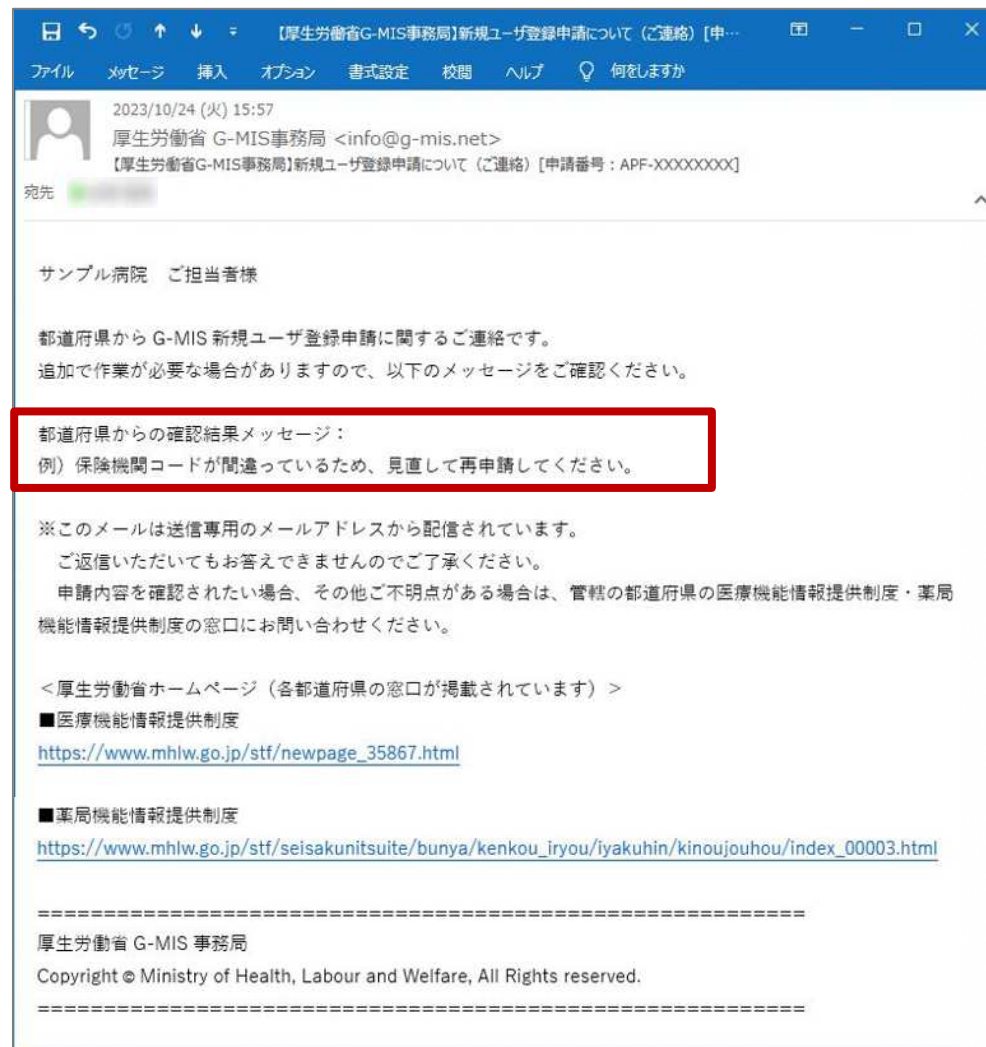 【厚生労働省G-MIS事務局】新規ユーザ登録申請について（ご連絡）[申…
ファイル メッセージ 挿入 オプション 書式設定 校閲 ヘルプ 何をしますか
2023/10/24 (火) 15:57
厚生労働省 G-MIS事務局 <info@g-mis.net>
【厚生労働省G-MIS事務局】新規ユーザ登録申請について（ご連絡）[申請番号：APF-XXXXXXXX]
宛先
サンプル病院　ご担当者様
都道府県から G-MIS 新規ユーザ登録申請に関するご連絡です。
追加で作業が必要な場合がありますので、以下のメッセージをご確認ください。
都道府県からの確認結果メッセージ：
例）保険機関コードが間違っているため、見直して再申請してください。
※このメールは送信専用のメールアドレスから配信されています。
ご返信いただいてもお答えできませんのでご了承ください。
申請内容を確認されたい場合、その他ご不明点がある場合は、管轄の都道府県の医療機能情報提供制度・薬局
機能情報提供制度の窓口にお問い合わせください。
＜厚生労働省ホームページ（各都道府県の窓口が掲載されています）＞
■医療機能情報提供制度
https://www.mhlw.go.jp/stf/newpage_35867.html
■薬局機能情報提供制度
https://www.mhlw.go.jp/stf/seisakunitsuite/bunya/kenkou_iryou/iyakuhin/kinoujouhou/index_00003.html
==========================================================
厚生労働省 G-MIS 事務局
Copyright © Ministry of Health, Labour and Welfare, All Rights reserved.
==========================================================